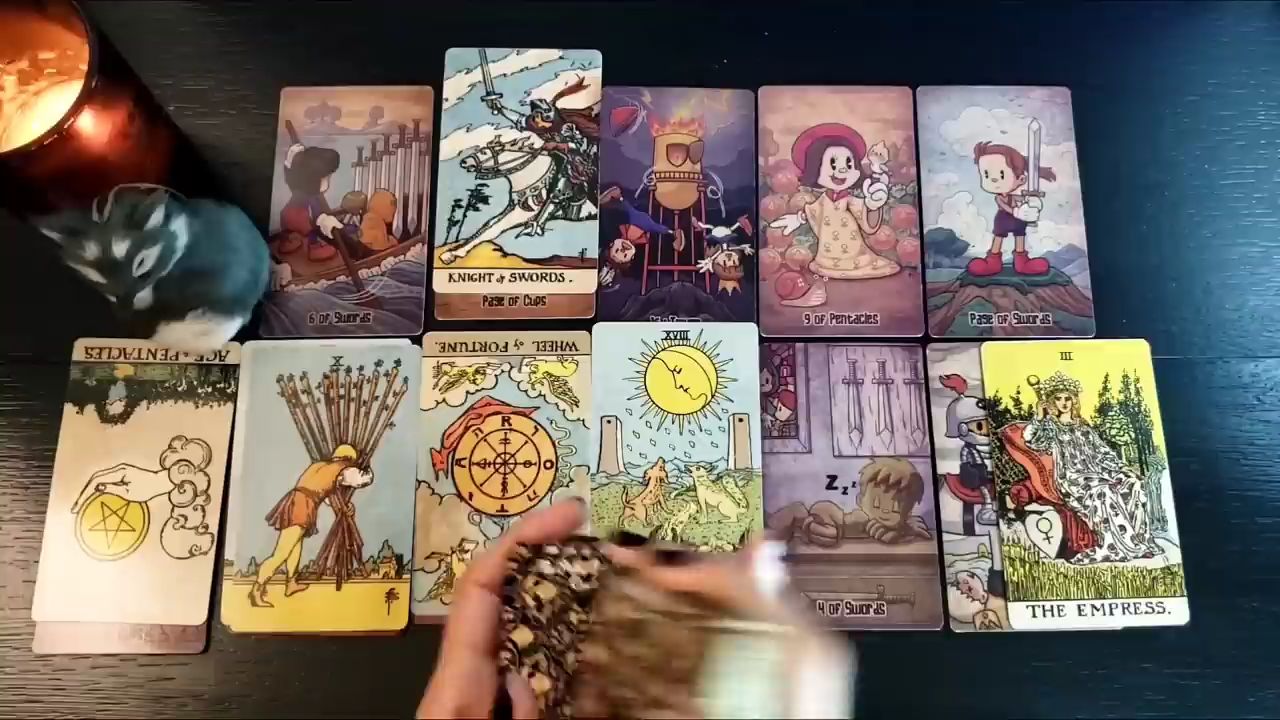 6 of Swords
KNIGHT of SWORDS.
Page of Cups
9 of Pentacles
Page of Swords
ACE of PENTACLES
X
WHEEL of FORTUNE.
R
O
T
A
XVIII
Z z z
4 of Swords
III
THE EMPRESS.